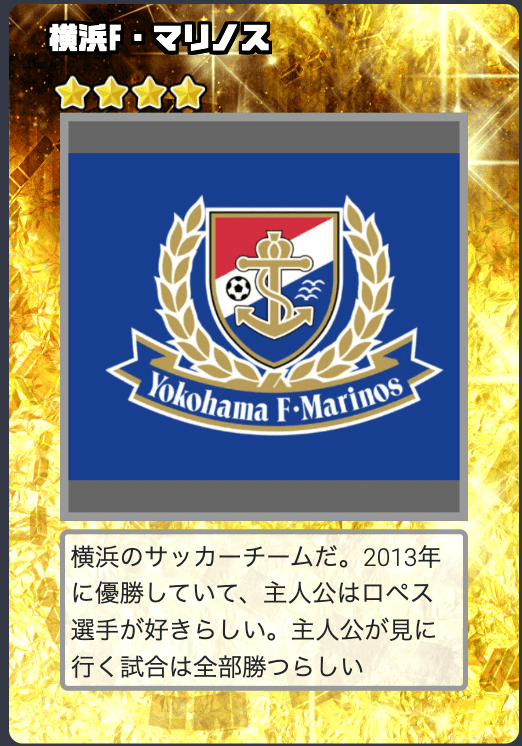 横浜F・マリノス
Yokohama F·Marinos
横浜のサッカーチームだ。2013年
に優勝していて、主人公はロペス
選手が好きらしい。主人公が見に
行く試合は全部勝つらしい